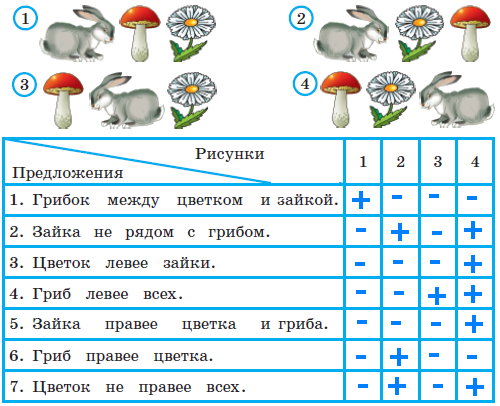 1 2
3 4
Рисунки
Предложения 1 2 3 4
1. Грибок между цветком и зайкой. + - - -
2. Зайка не рядом с грибом. - + - +
3. Цветок левее зайки. - - - +
4. Гриб левее всех. - - + +
5. Зайка правее цветка и гриба. - - - +
6. Гриб правее цветка. - + - -
7. Цветок не правее всех. - + - +